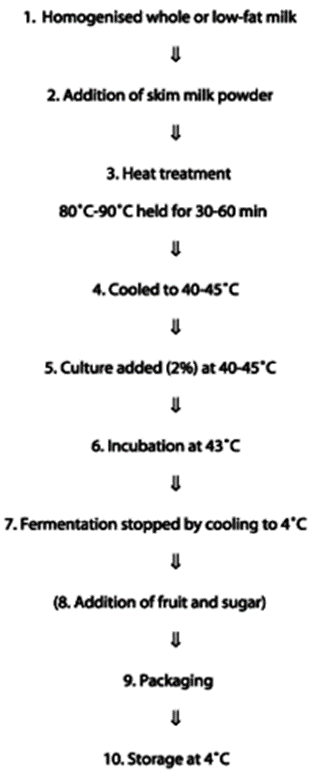 1. Homogenised whole or low-fat milk
⇓
2. Addition of skim milk powder
⇓
3. Heat treatment
80˚C-90˚C held for 30-60 min
⇓
4. Cooled to 40-45˚C
⇓
5. Culture added (2%) at 40-45˚C
⇓
6. Incubation at 43˚C
⇓
7. Fermentation stopped by cooling to 4˚C
⇓
(8. Addition of fruit and sugar)
⇓
9. Packaging
⇓
10. Storage at 4˚C